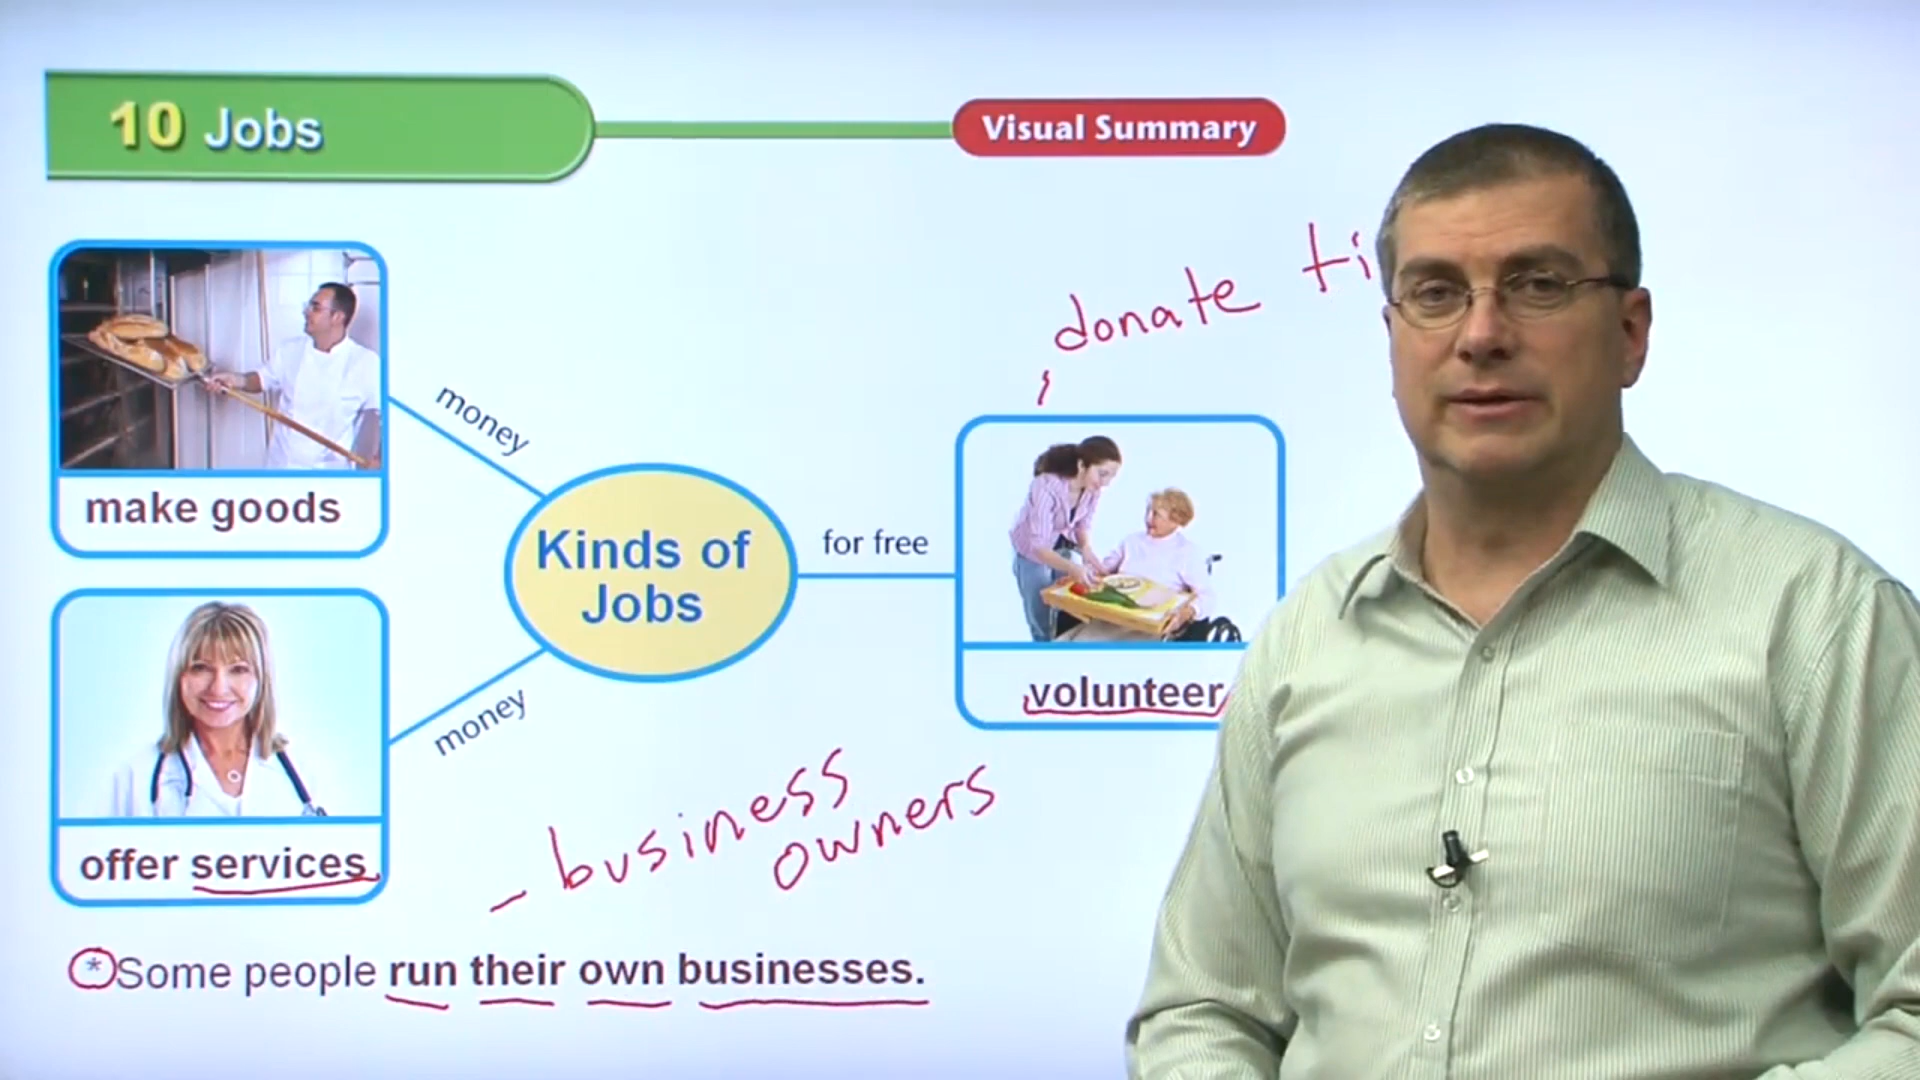 10 Jobs
Visual Summary
donate
money
make goods
Kinds of
Jobs
for free
volunteer
money
offer services
- business
owners
*Some people run their own businesses.